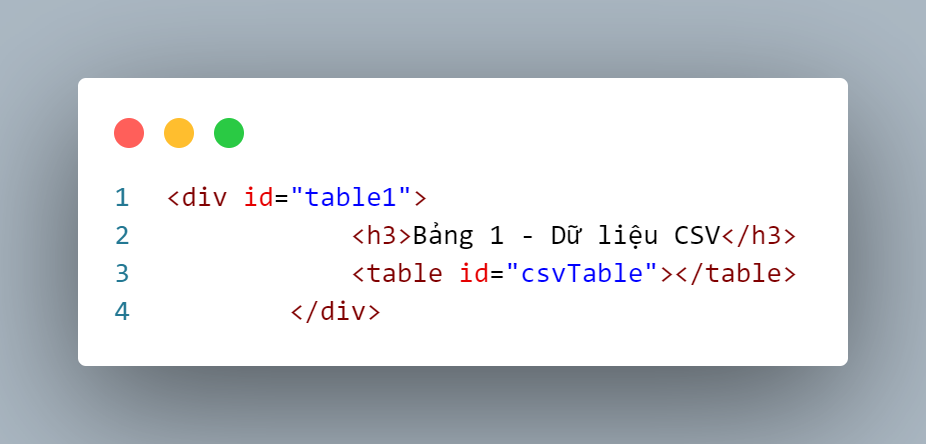 1 <div id="table1">
2             <h3>Bảng 1 - Dữ liệu CSV</h3>
3             <table id="csvTable"></table>
4         </div>